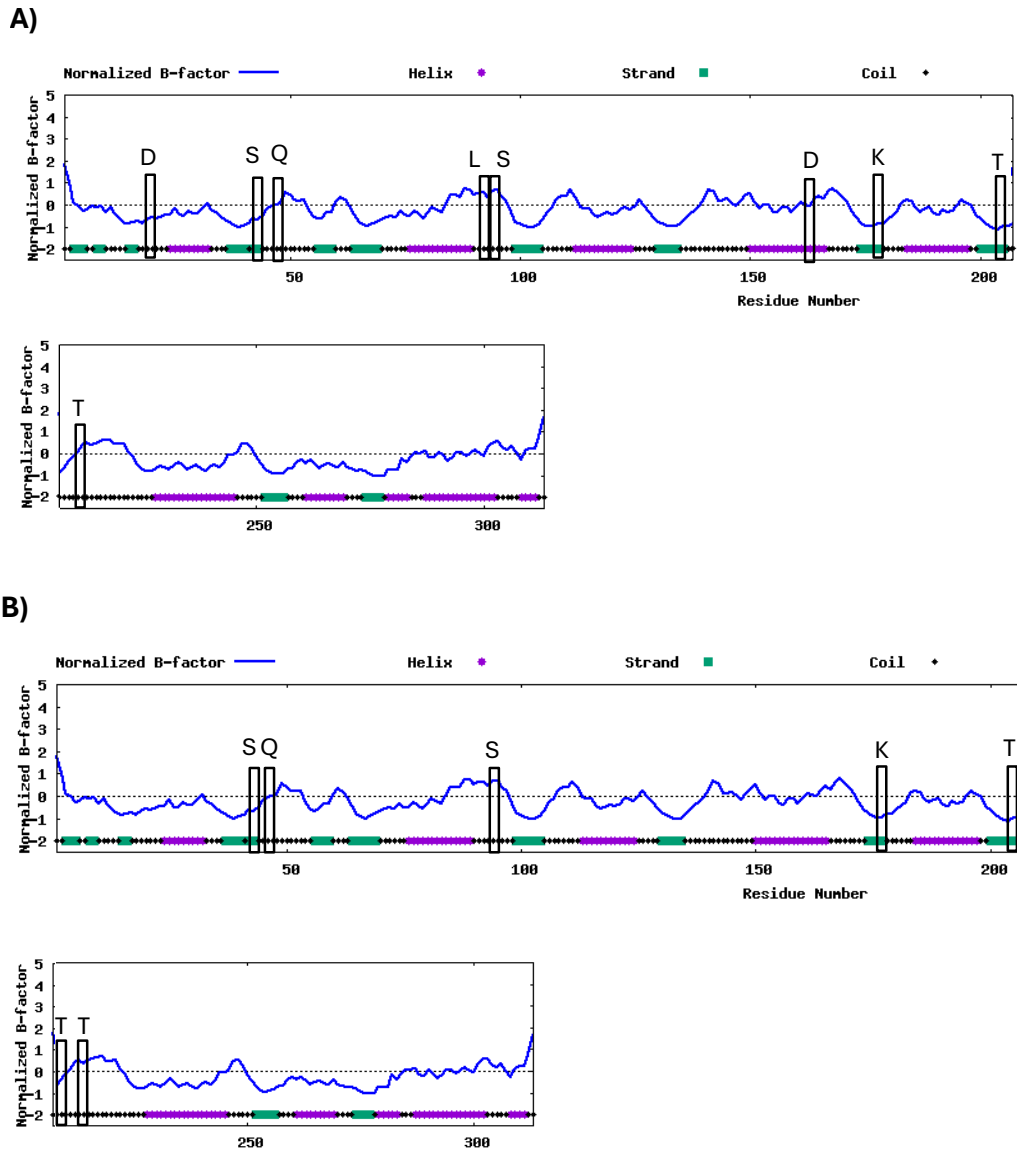 A)
Normalized B-factor Helix Strand Coil
5
4
3
2
1
0
-1
-2
Normalized B-factor
D S Q L S D K T
50 100 150 200
Residue Number
5
4
3
2
1
0
-1
-2
Normalized B-factor
T
250 300
B)
Normalized B-factor Helix Strand Coil
5
4
3
2
1
0
-1
-2
Normalized B-factor
S Q S K T
50 100 150 200
Residue Number
5
4
3
2
1
0
-1
-2
Normalized B-factor
T T
250 300